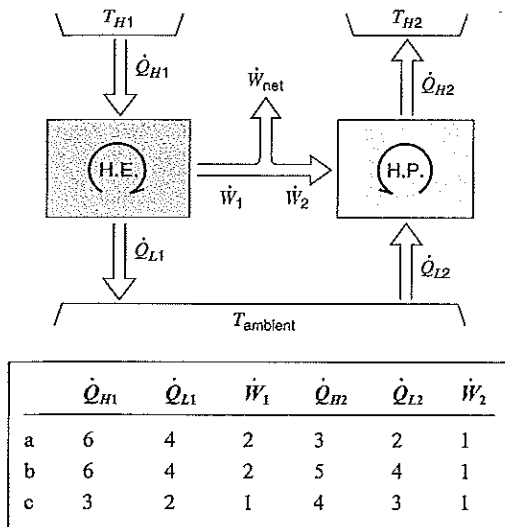 T_H1 T_H2
Q̇_H1 Ẇ_net Q̇_H2
H.E. H.P.
Ẇ_1 Ẇ_2
Q̇_L1 Q̇_L2
T_ambient
Q̇_H1 Q̇_L1 Ẇ_1 Q̇_H2 Q̇_L2 Ẇ_2
a 6 4 2 3 2 1
b 6 4 2 5 4 1
c 3 2 1 4 3 1